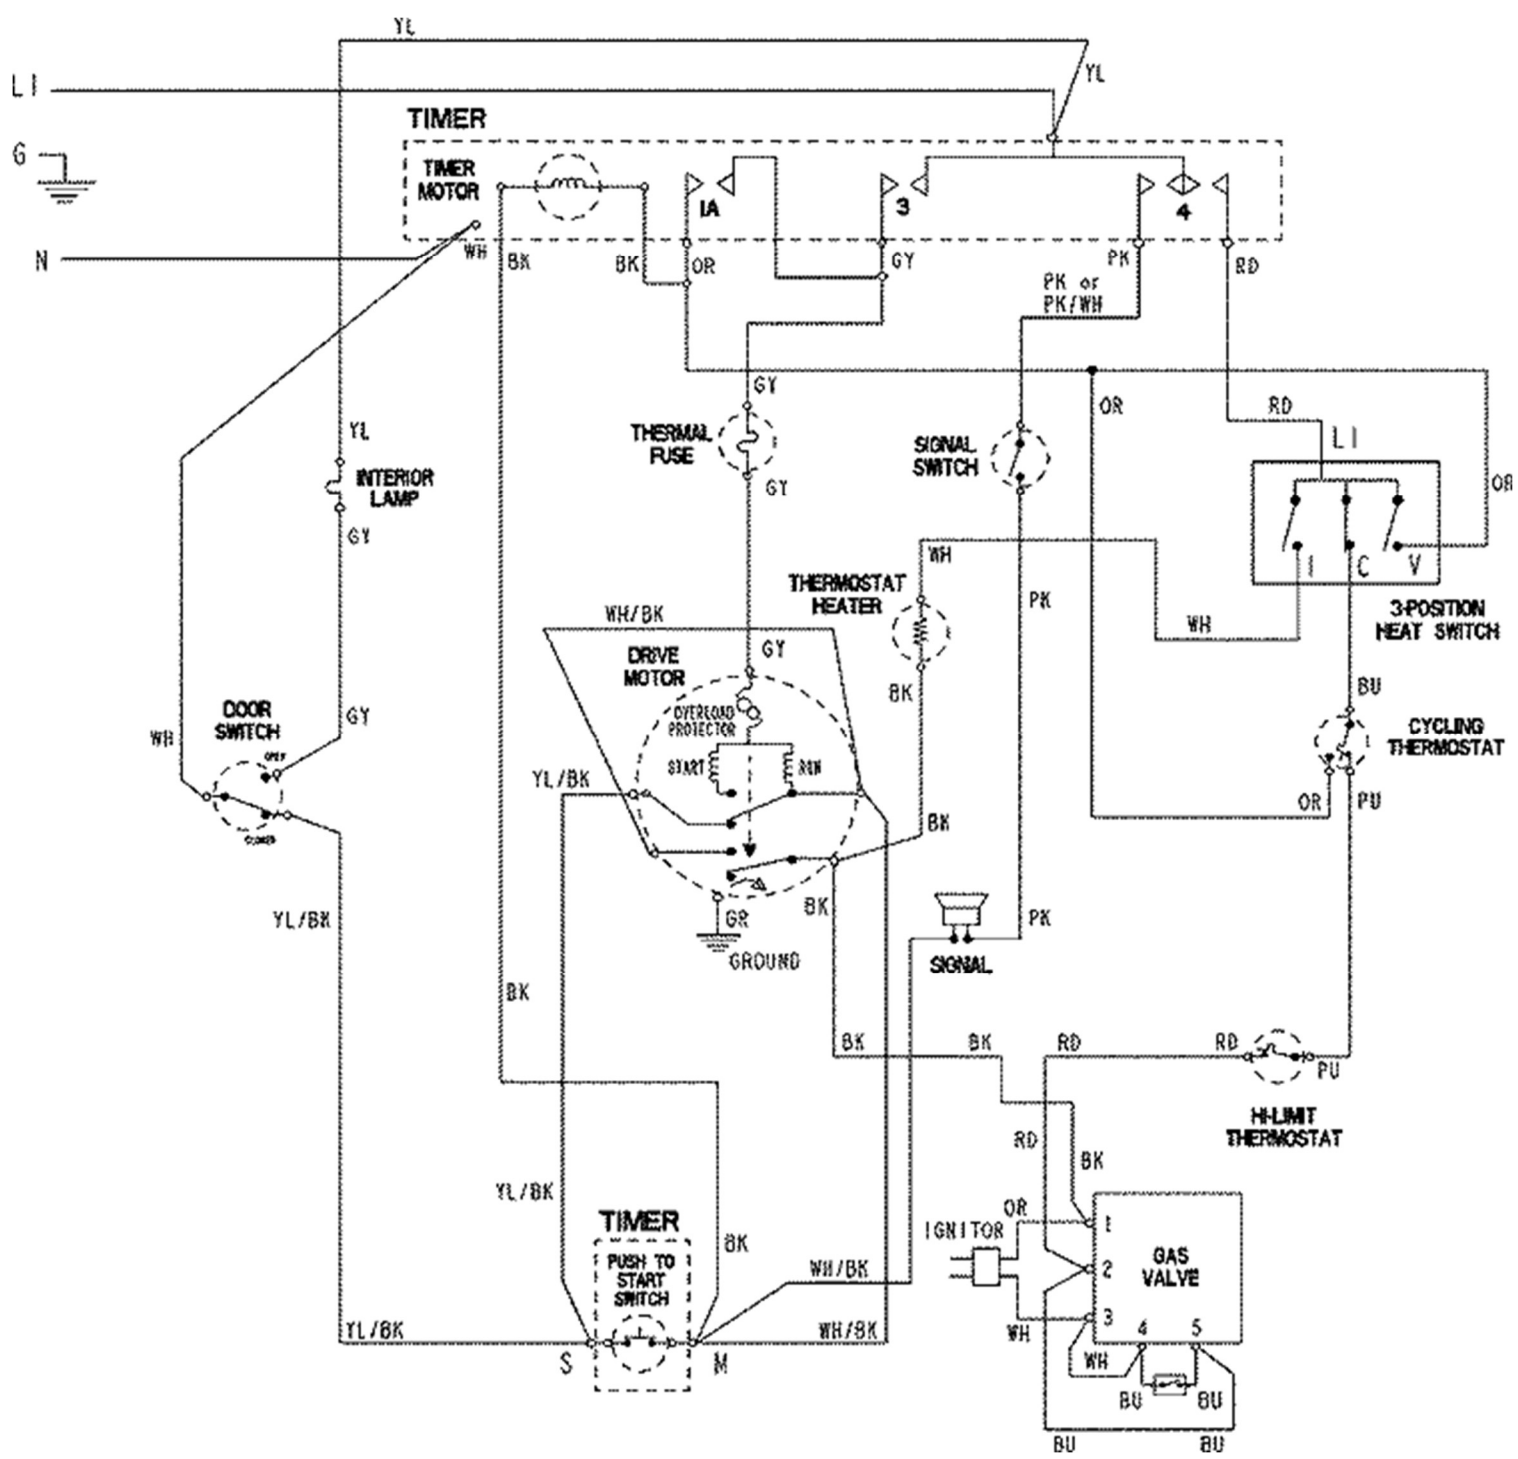 YL
YL
L1
TIMER
G
TIMER
MOTOR
1A
3
4
N
WH
BK
BK
OR
GY
PK
RD
PK or
PK/WH
GY
OR
RD
L1
YL
THERMAL
FUSE
SIGNAL
SWITCH
INTERIOR
LAMP
GY
OR
GY
WH
I
C
V
THERMOSTAT
HEATER
PK
3-POSITION
HEAT SWITCH
WH/BK
WH
DRIVE
MOTOR
GY
BK
BU
DOOR
SWITCH
GY
OVERLOAD
PROTECTOR
CYCLING
THERMOSTAT
WH
OPEN
START
RUN
YL/BK
OR
PU
BK
CLOSED
YL/BK
GR
BK
PK
GROUND
SIGNAL
BK
BK
BK
RD
RD
PU
HI-LIMIT
THERMOSTAT
RD
BK
YL/BK
OR
TIMER
BK
IGNITOR
1
GAS
VALVE
PUSH TO
START
SWITCH
WH/BK
2
3
YL/BK
WH/BK
WH
4
5
S
M
WH
BU
BU
BU
BU